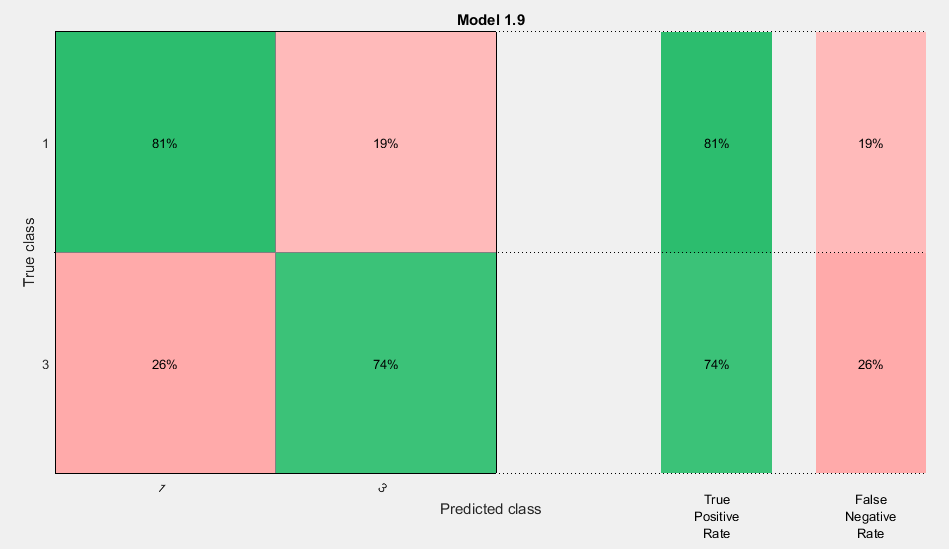 Model 1.9
True class
1
81%
19%
81%
19%
3
26%
74%
74%
26%
1
3
Predicted class
True
Positive
Rate
False
Negative
Rate